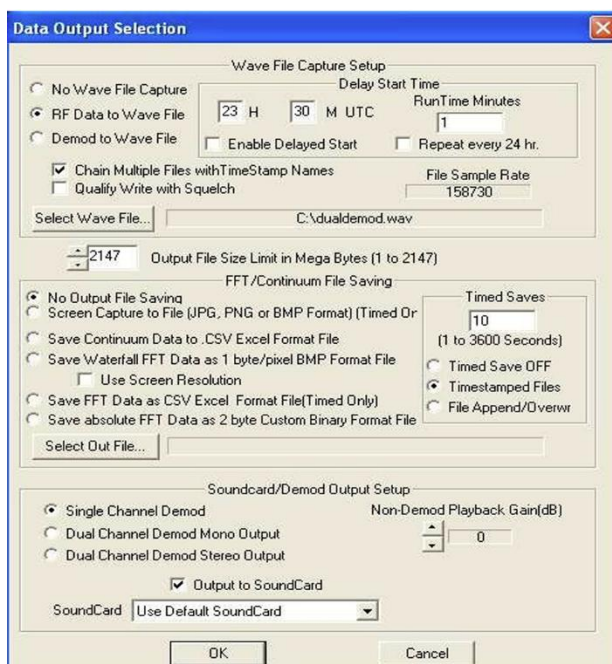 Data Output Selection
Wave File Capture Setup
No Wave File Capture
RF Data to Wave File
Demod to Wave File
Delay Start Time
23 H 30 M UTC
RunTime Minutes
1
Enable Delayed Start
Repeat every 24 hr.
Chain Multiple Files withTimeStamp Names
Qualify Write with Squelch
File Sample Rate
158730
Select Wave File...
C:\dualdemod.wav
2147 Output File Size Limit in Mega Bytes (1 to 2147)
FFT/Continuum File Saving
No Output File Saving
Screen Capture to File (JPG, PNG or BMP Format) (Timed Or
Save Continuum Data to .CSV Excel Format File
Save Waterfall FFT Data as 1 byte/pixel BMP Format File
Use Screen Resolution
Save FFT Data as CSV Excel Format File(Timed Only)
Save absolute FFT Data as 2 byte Custom Binary Format File
Timed Saves
10
(1 to 3600 Seconds)
Timed Save OFF
Timestamped Files
File Append/Overwr
Select Out File...
Soundcard/Demod Output Setup
Single Channel Demod
Dual Channel Demod Mono Output
Dual Channel Demod Stereo Output
Non-Demod Playback Gain(dB)
0
Output to SoundCard
SoundCard Use Default SoundCard
OK Cancel